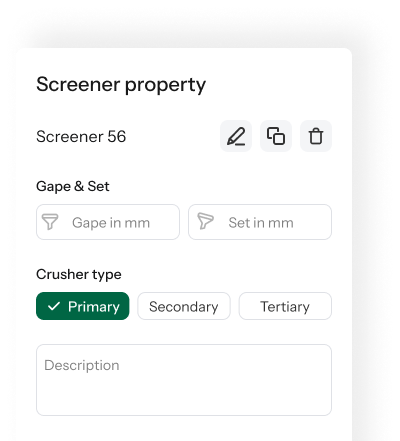 Screener property
Screener 56
Gape & Set
Gape in mm Set in mm
Crusher type
Primary Secondary Tertiary
Description